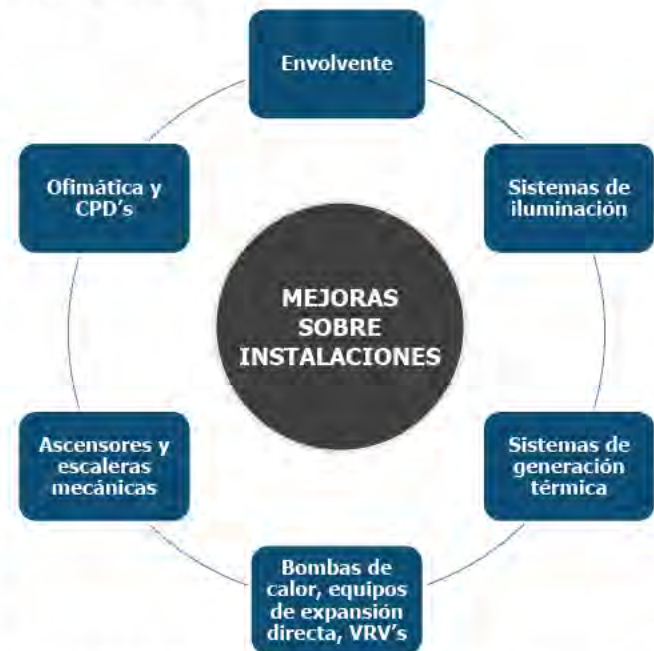 Envolvente
Ofimática y
CPD's
Sistemas de
iluminación
MEJORAS
SOBRE
INSTALACIONES
Ascensores y
escaleras
mecánicas
Sistemas de
generación
térmica
Bombas de
calor, equipos
de expansión
directa, VRV's